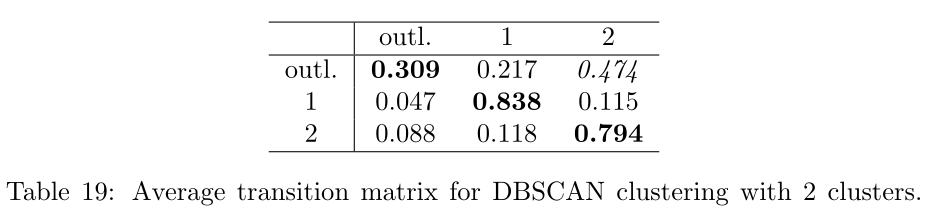 outl. 1 2
outl. 0.309 0.217 0.474
1 0.047 0.838 0.115
2 0.088 0.118 0.794
Table 19: Average transition matrix for DBSCAN clustering with 2 clusters.